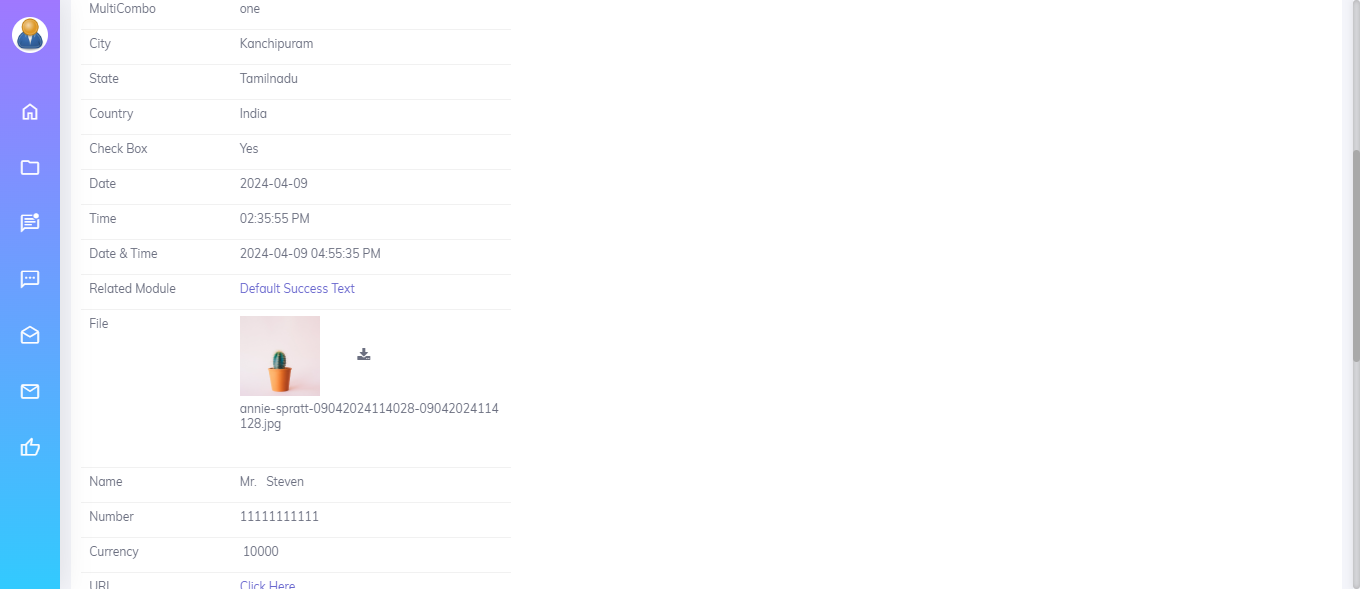 MultiCombo one
City Kanchipuram
State Tamilnadu
Country India
Check Box Yes
Date 2024-04-09
Time 02:35:55 PM
Date & Time 2024-04-09 04:55:35 PM
Related Module Default Success Text
File
annie-spratt-09042024114028-09042024114
128.jpg
Name Mr. Steven
Number 11111111111
Currency 10000
URL Click Here